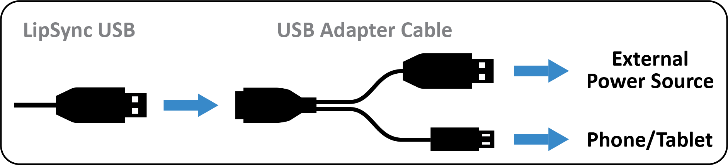 LipSync USB
USB Adapter Cable
External
Power Source
Phone/Tablet